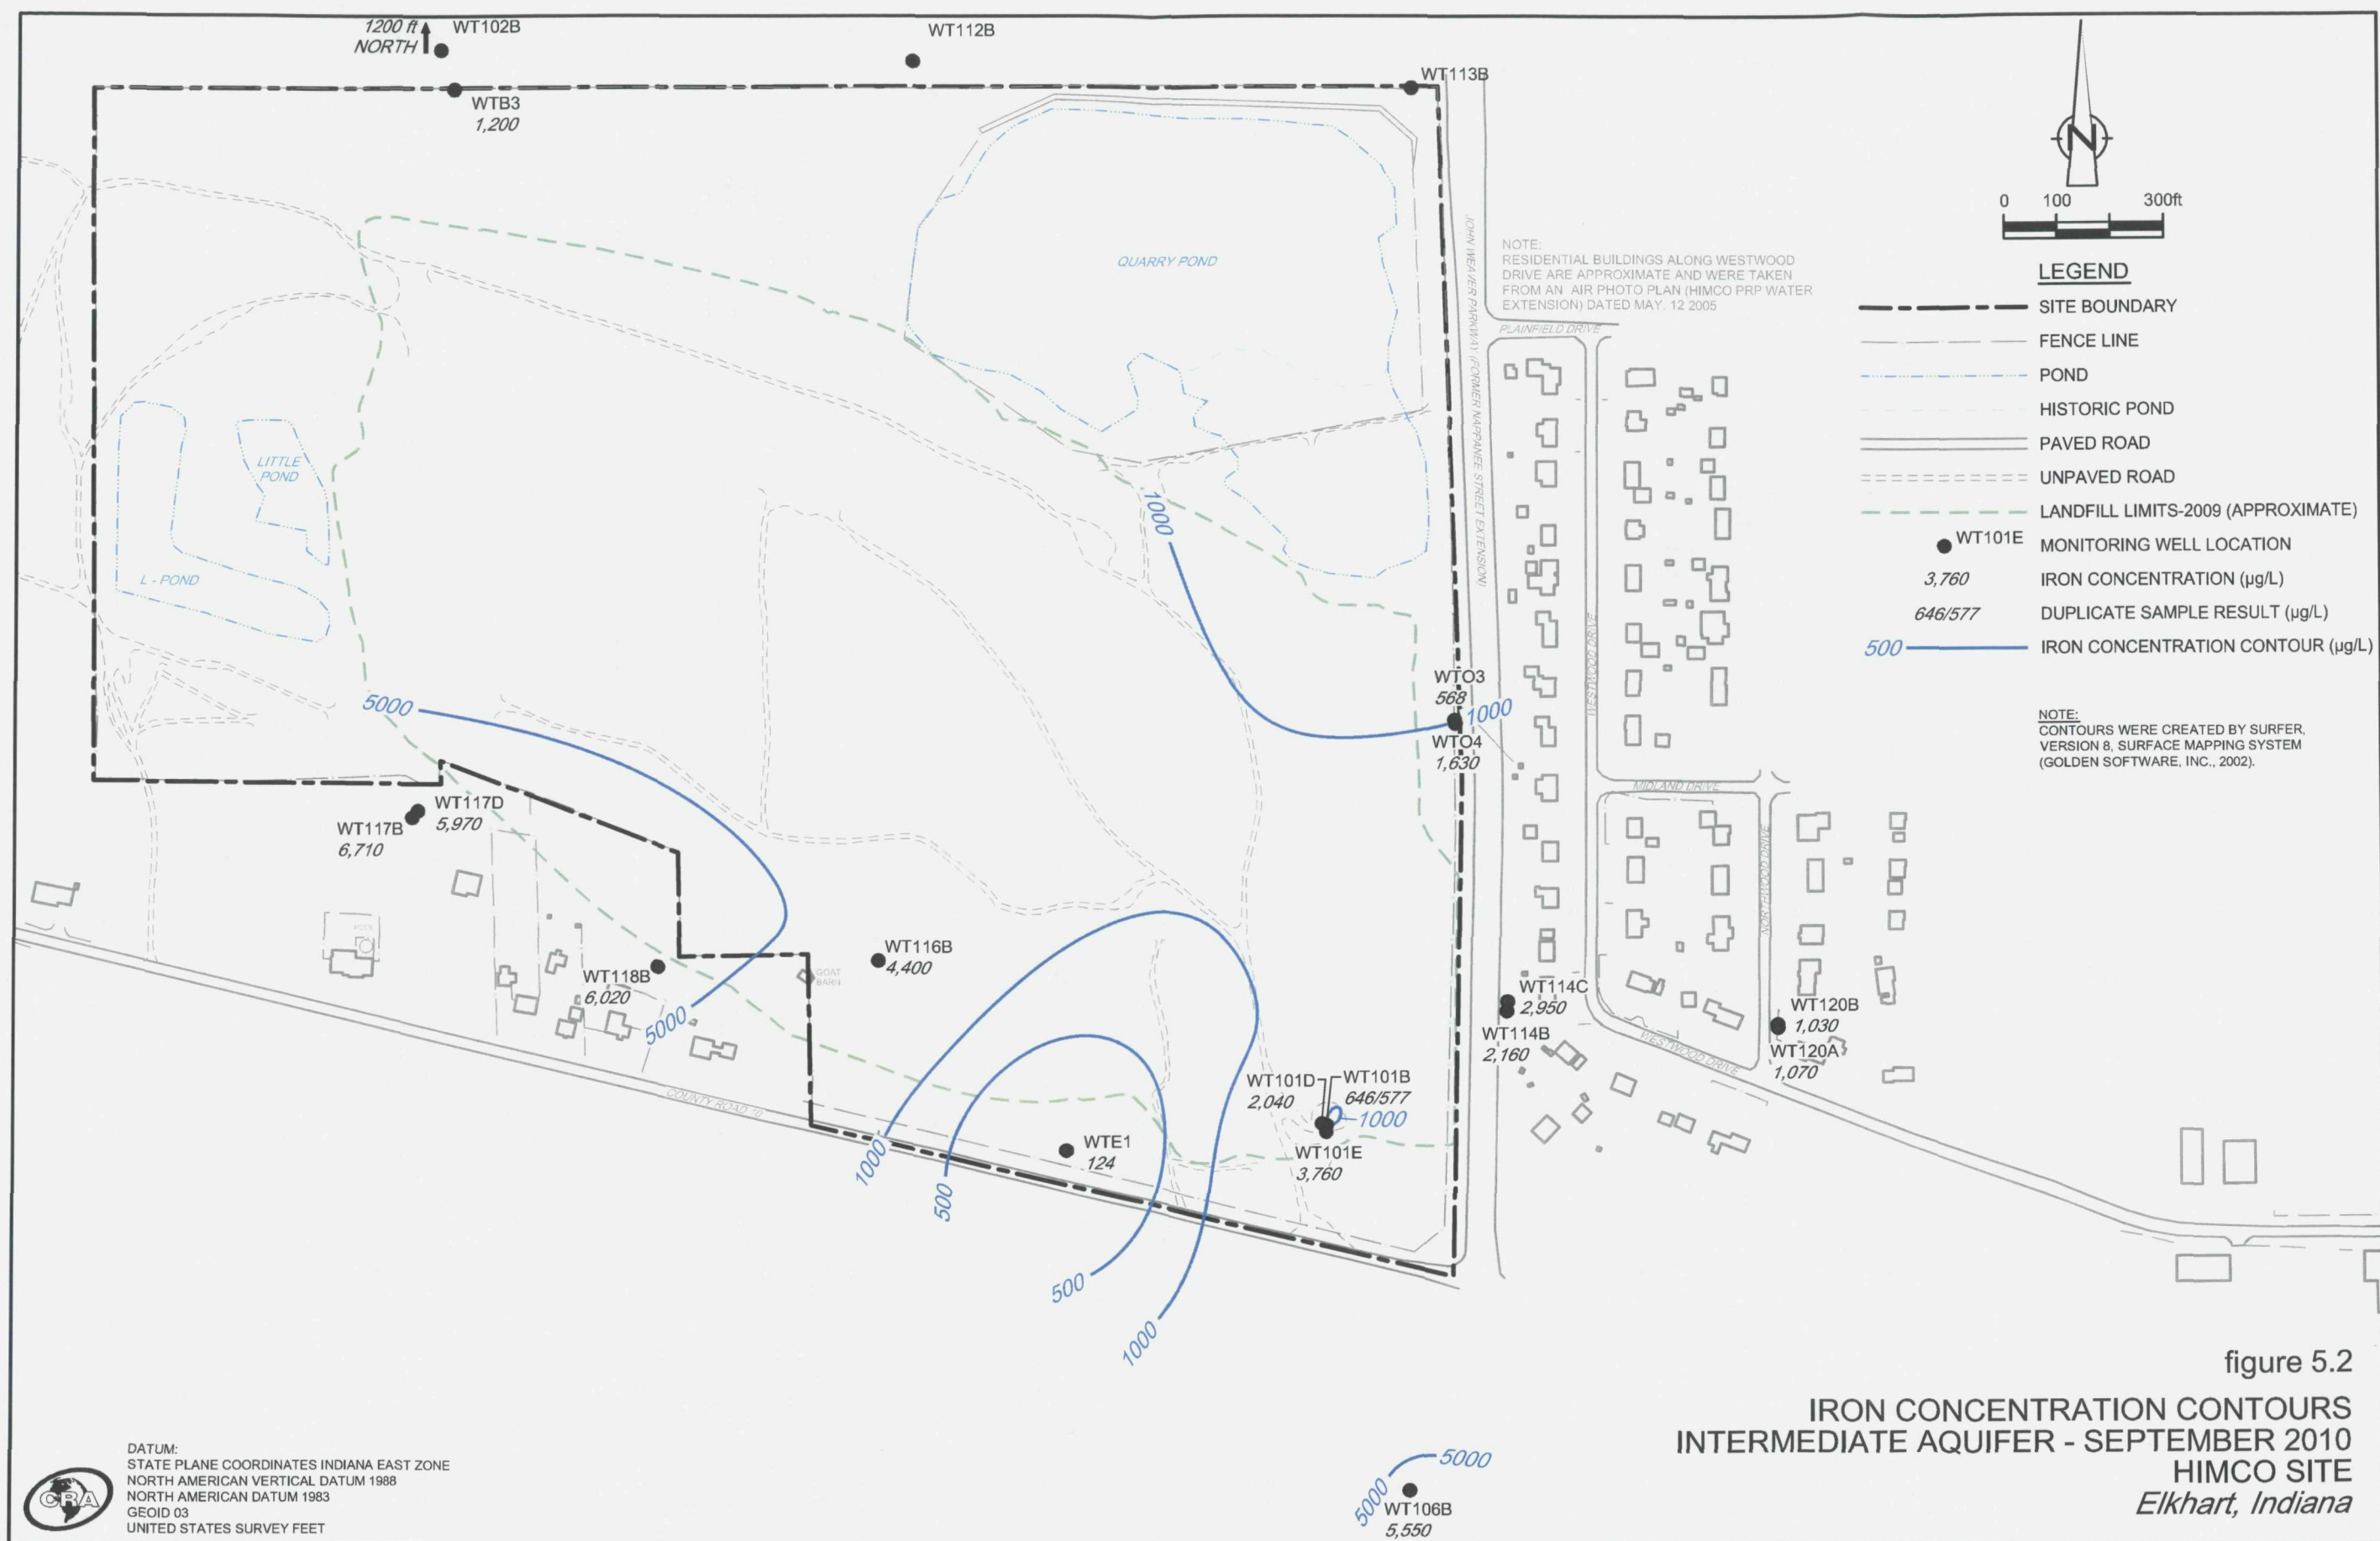 1200 ft
NORTH
WT102B
WT112B
WT113B
WTB3
1,200
N
0 100 300ft
QUARRY POND
JOHN WEAVER PARKWAY (FORMER NAPPANEE STREET EXTENSION)
NOTE:
RESIDENTIAL BUILDINGS ALONG WESTWOOD
DRIVE ARE APPROXIMATE AND WERE TAKEN
FROM AN AIR PHOTO PLAN (HIMCO PRP WATER
EXTENSION) DATED MAY. 12 2005
PLAINFIELD DRIVE
LEGEND
SITE BOUNDARY
FENCE LINE
POND
HISTORIC POND
PAVED ROAD
UNPAVED ROAD
LANDFILL LIMITS-2009 (APPROXIMATE)
WT101E MONITORING WELL LOCATION
3,760 IRON CONCENTRATION (µg/L)
646/577 DUPLICATE SAMPLE RESULT (µg/L)
500 IRON CONCENTRATION CONTOUR (µg/L)
NOTE:
CONTOURS WERE CREATED BY SURFER,
VERSION 8, SURFACE MAPPING SYSTEM
(GOLDEN SOFTWARE, INC., 2002).
LITTLE
POND
L - POND
1000
WESTWOOD DRIVE
WTO3
568
1000
WTO4
1,630
5000
MIDLAND DRIVE
NORTHWOOD DRIVE
WT117D
5,970
WT117B
6,710
WT116B
4,400
GOAT
BARN
WT118B
6,020
5000
WT114C
2,950
WT114B
2,160
WT120B
1,030
WT120A
1,070
WESTWOOD DRIVE
WT101D
2,040
WT101B
646/577
1000
WT101E
3,760
COUNTY ROAD 10
WTE1
124
1000
500
500
1000
5000
5000
WT106B
5,550
figure 5.2
IRON CONCENTRATION CONTOURS
INTERMEDIATE AQUIFER - SEPTEMBER 2010
HIMCO SITE
Elkhart, Indiana
CRA
DATUM:
STATE PLANE COORDINATES INDIANA EAST ZONE
NORTH AMERICAN VERTICAL DATUM 1988
NORTH AMERICAN DATUM 1983
GEOID 03
UNITED STATES SURVEY FEET